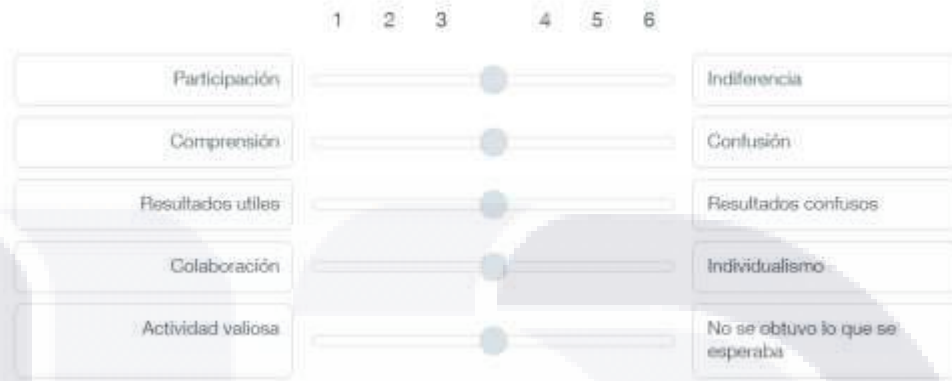 1 2 3 4 5 6
Participación Indiferencia
Comprensión Confusión
Resultados utiles Resultados confusos
Colaboración Individualismo
Actividad valiosa No se obtuvo lo que se
esperaba